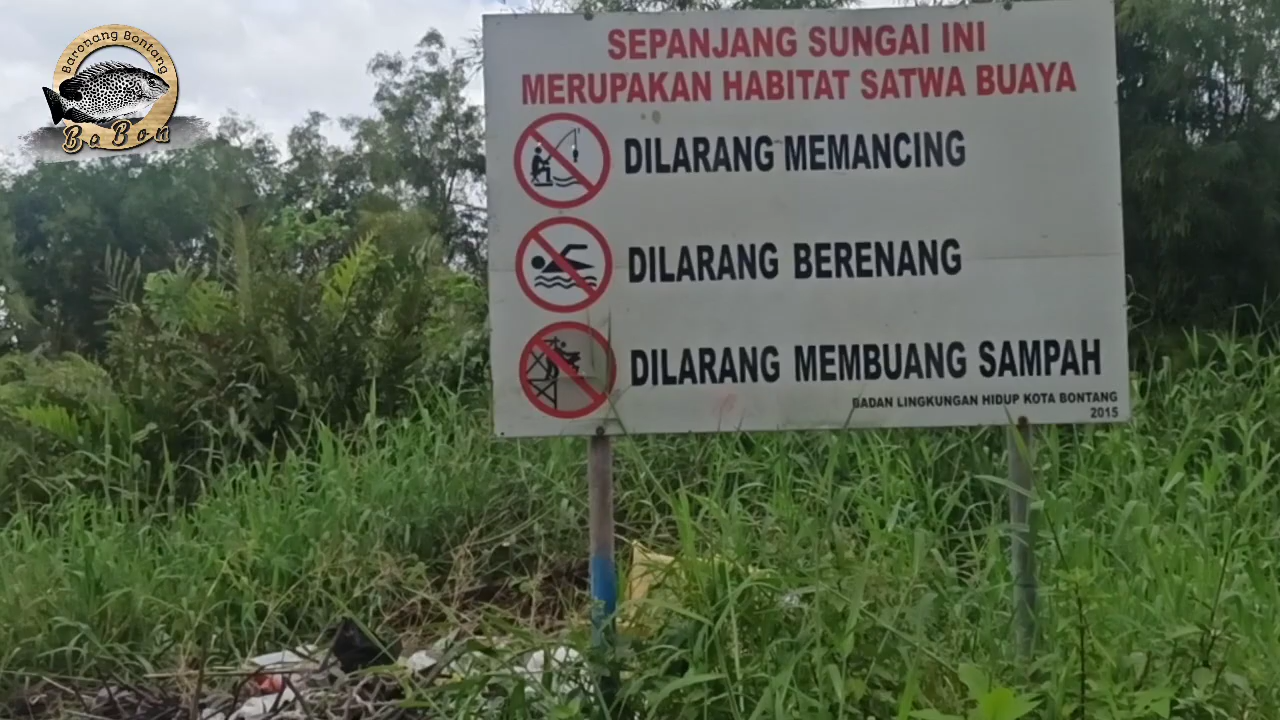 Baronang Bontang
BaBon
SEPANJANG SUNGAI INI
MERUPAKAN HABITAT SATWA BUAYA
DILARANG MEMANCING
DILARANG BERENANG
DILARANG MEMBUANG SAMPAH
BADAN LINGKUNGAN HIDUP KOTA BONTANG
2015